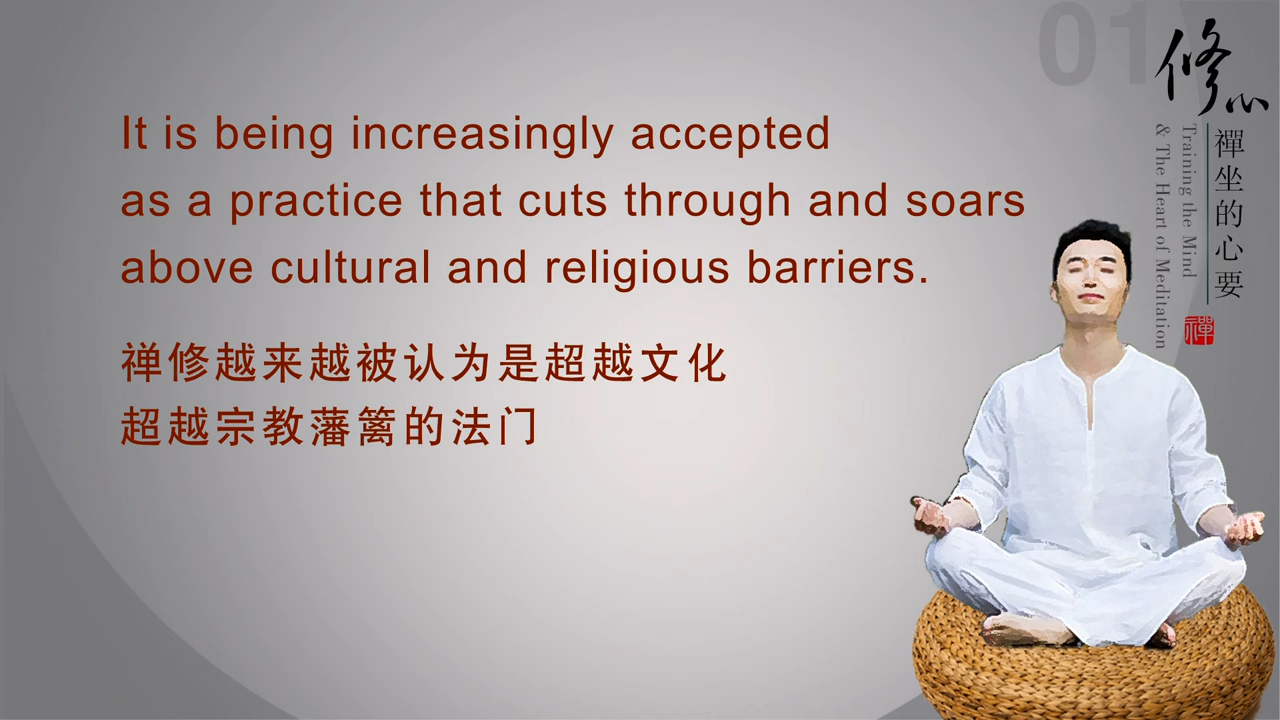 It is being increasingly accepted
as a practice that cuts through and soars
above cultural and religious barriers.
禅修越来越被认为是超越文化
超越宗教藩篱的法门
01
修心
禪坐的心要
Training the Mind
& The Heart of Meditation
禪